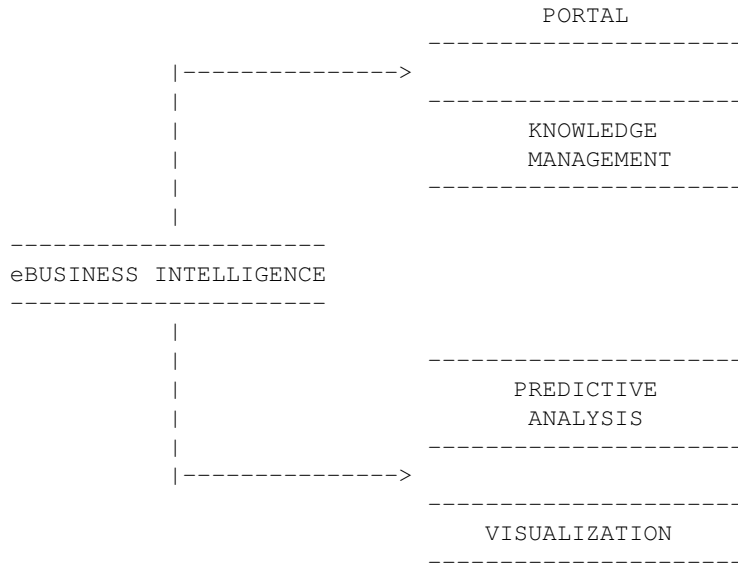 PORTAL
KNOWLEDGE
MANAGEMENT
eBUSINESS INTELLIGENCE
PREDICTIVE
ANALYSIS
VISUALIZATION